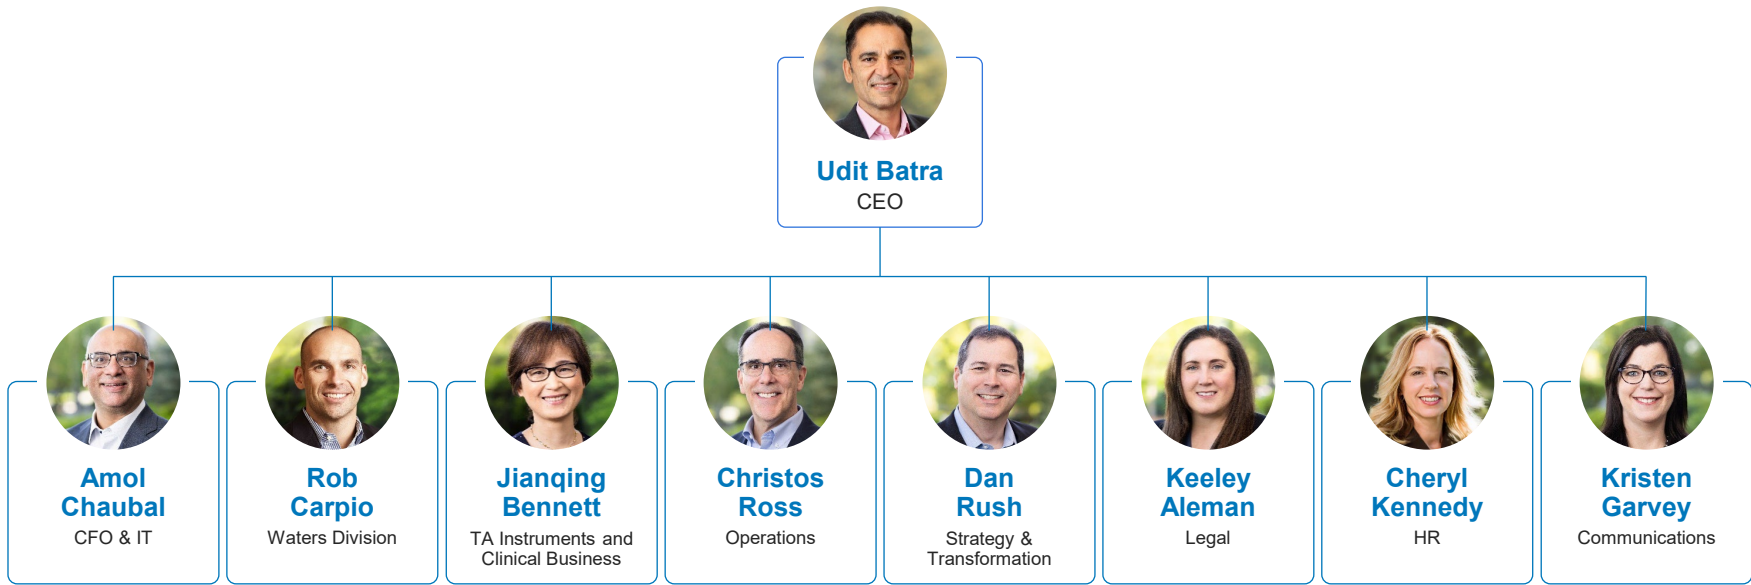 Udit Batra
CEO
Amol
Chaubal
CFO & IT
Rob
Carpio
Waters Division
Jianqing
Bennett
TA Instruments and
Clinical Business
Christos
Ross
Operations
Dan
Rush
Strategy &
Transformation
Keeley
Aleman
Legal
Cheryl
Kennedy
HR
Kristen
Garvey
Communications